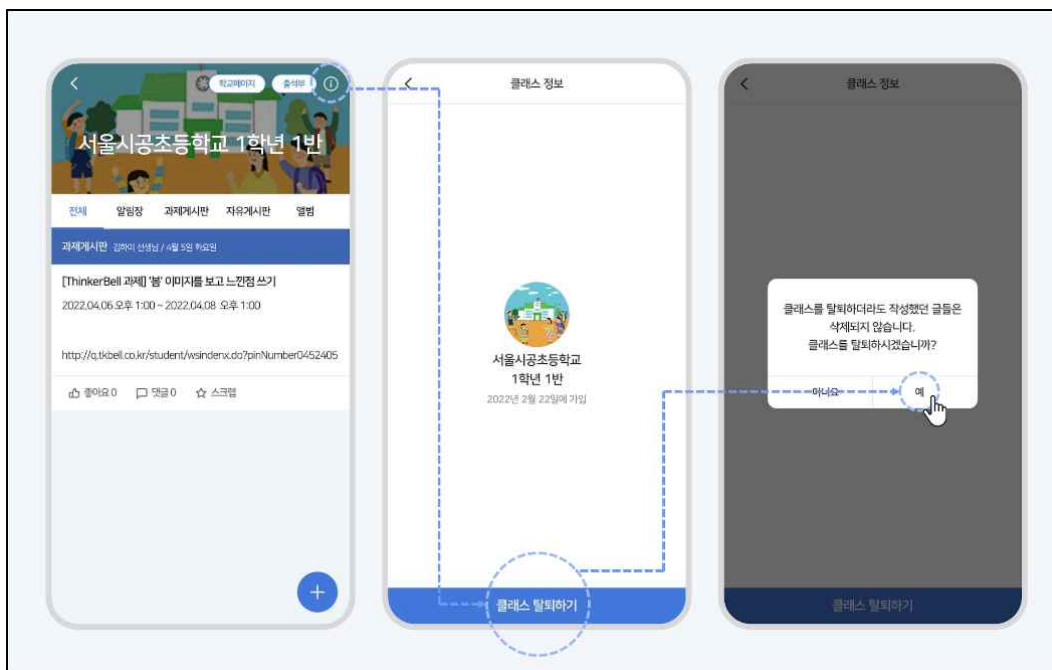 학교페이지 출석부
서울시공초등학교 1학년 1반
전체 알림장 과제게시판 자유게시판 앨범
과제게시판 김하이 선생님 / 4월 5일 화요일
[ThinkerBell 과제] '봄' 이미지를 보고 느낀점 쓰기
2022.04.06 오후 1:00 ~ 2022.04.08 오후 1:00
http://q.tkbell.co.kr/student/wsindenx.do?pinNumber0452405
좋아요 0 댓글 0 스크랩
클래스 정보
서울시공초등학교
1학년 1반
2022년 2월 22일에 가입
클래스 탈퇴하기
클래스 정보
클래스를 탈퇴하더라도 작성했던 글들은
삭제되지 않습니다.
클래스를 탈퇴하시겠습니까?
아니요 예
클래스 탈퇴하기